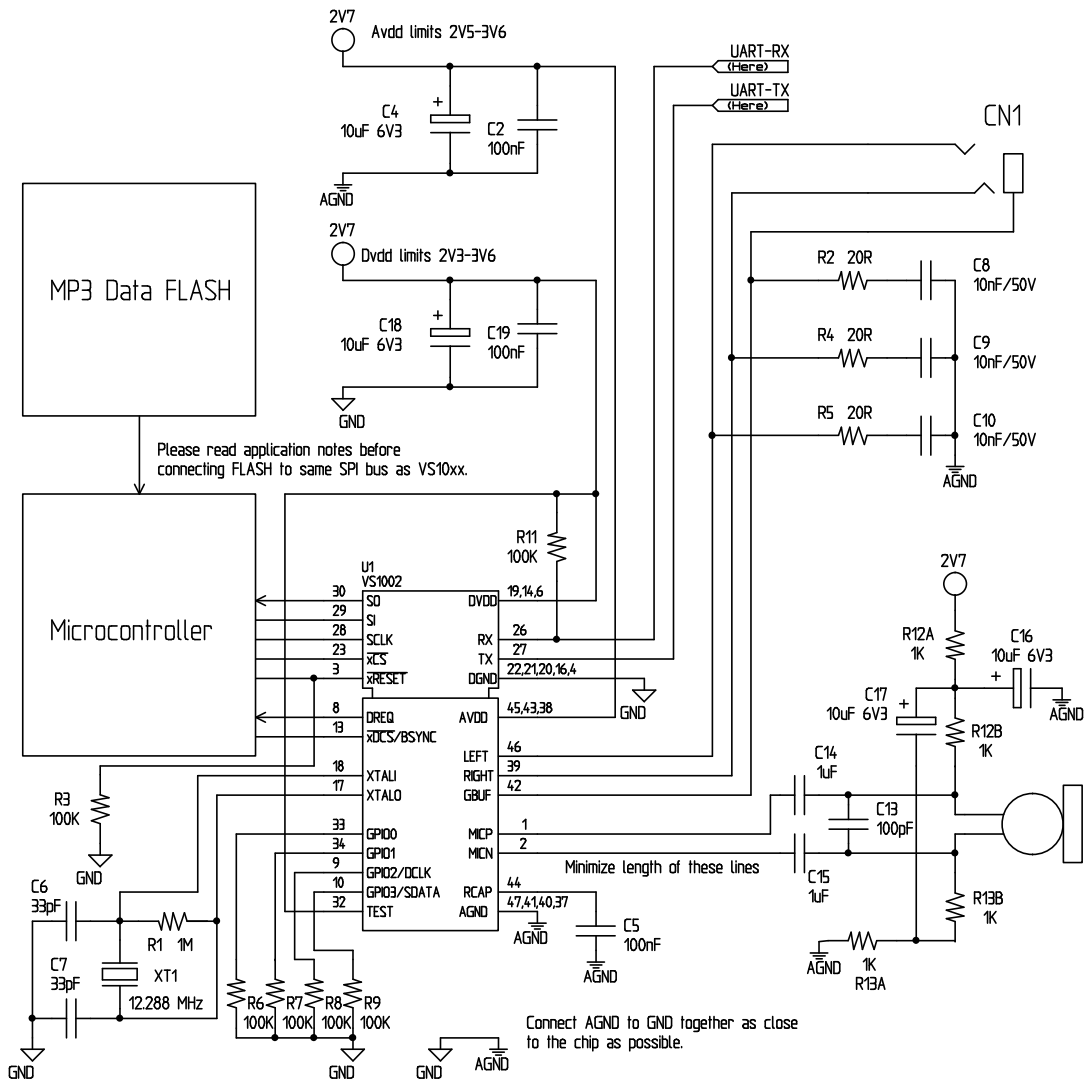 2V7
Avdd limits 2V5-3V6
C4
10uF 6V3
+
C2
100nF
AGND
UART-RX
(Here)
UART-TX
(Here)
CN1
2V7
Dvdd limits 2V3-3V6
C18
10uF 6V3
+
C19
100nF
GND
MP3 Data FLASH
R2 20R
C8
10nF/50V
R4 20R
C9
10nF/50V
R5 20R
C10
10nF/50V
AGND
Please read application notes before
connecting FLASH to same SPI bus as VS10xx.
Microcontroller
R11
100K
U1
VS1002
30 SO
29 SI
28 SCLK
23 xCS
3 xRESET
8 DREQ
13 xDCS/BSYNC
18 XTALI
17 XTALO
33 GPIO0
34 GPIO1
9 GPIO2/DCLK
10 GPIO3/SDATA
32 TEST
DVDD 19,14,6
RX 26
TX 27
DGND 22,21,20,16,4
GND
AVDD 45,43,38
LEFT 46
RIGHT 39
GBUF 42
MICP 1
MICN 2
RCAP 44
AGND 47,41,40,37
AGND
C5
100nF
AGND
Minimize length of these lines
2V7
R12A
1K
C16
10uF 6V3
+
AGND
C17
10uF 6V3
+
R12B
1K
C14
1uF
C13
100pF
C15
1uF
R13B
1K
AGND
1K
R13A
R3
100K
GND
C6
33pF
R1 1M
C7
33pF
XT1
12.288 MHz
GND
R6
100K
R7
100K
R8
100K
R9
100K
GND
GND
AGND
Connect AGND to GND together as close
to the chip as possible.